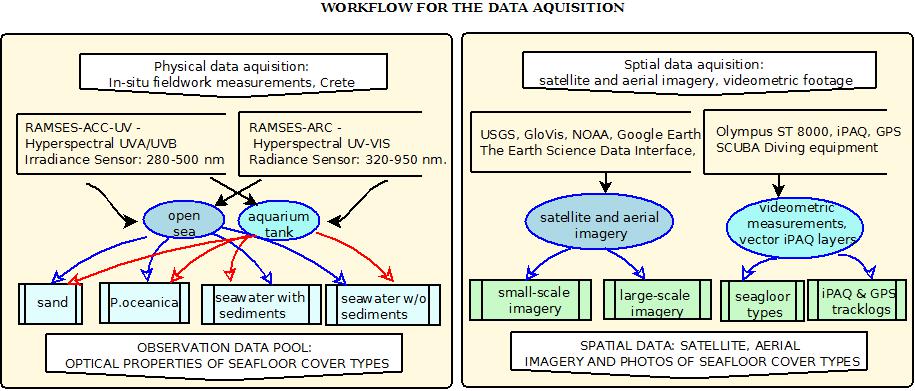 WORKFLOW FOR THE DATA AQUISITION
Physical data aquisition:
In-situ fieldwork measurements, Crete
RAMSES-ACC-UV -
Hyperspectral UVA/UVB
Irradiance Sensor: 280-500 nm
RAMSES-ARC -
Hyperspectral UV-VIS
Radiance Sensor: 320-950 nm.
open
sea
aquarium
tank
sand
P.oceanica
seawater with
sediments
seawater w/o
sediments
OBSERVATION DATA POOL:
OPTICAL PROPERTIES OF SEAFLOOR COVER TYPES
Sptial data aquisition:
satellite and aerial imagery, videometric footage
USGS, GloVis, NOAA, Google Earth
The Earth Science Data Interface,
Olympus ST 8000, iPAQ, GPS
SCUBA Diving equipment
satellite and aerial
imagery
videometric
measurements,
vector iPAQ layers
small-scale
imagery
large-scale
imagery
seagloor
types
iPAQ & GPS
tracklogs
SPATIAL DATA: SATELLITE, AERIAL
IMAGERY AND PHOTOS OF SEAFLOOR COVER TYPES